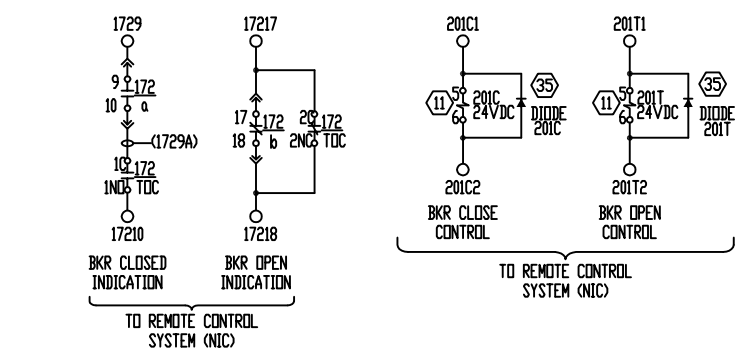 1729
17217
201C1
201T1
9
172
10
a
(1729A)
1C
172
1NO
TOC
17210
17
172
18
b
2C
172
2NC
TOC
17218
11
5
6
201C
24VDC
35
DIODE
201C
201C2
11
5
6
201T
24VDC
35
DIODE
201T
201T2
BKR CLOSED
INDICATION
BKR OPEN
INDICATION
TO REMOTE CONTROL
SYSTEM (NIC)
BKR CLOSE
CONTROL
BKR OPEN
CONTROL
TO REMOTE CONTROL
SYSTEM (NIC)